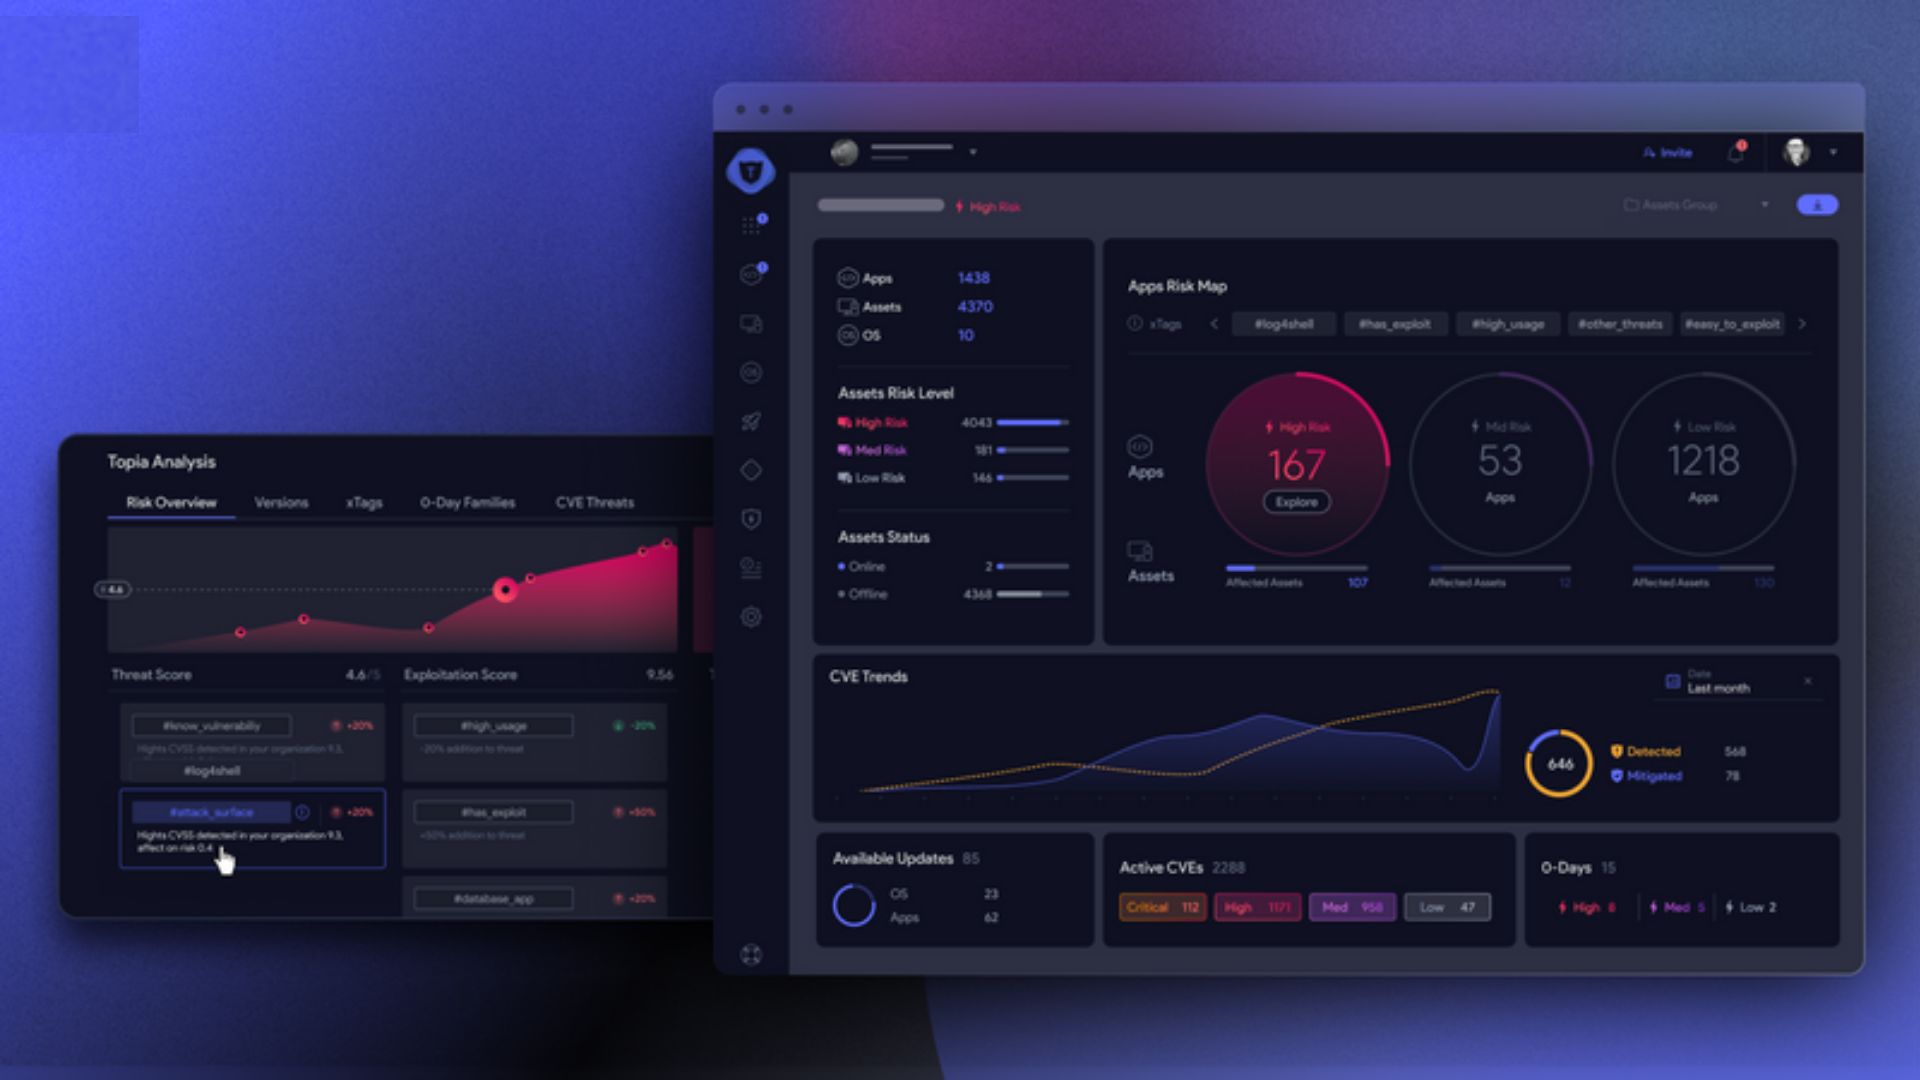 Invite
High Risk
Assets Group
Apps 1438
Assets 4370
OS 10
Assets Risk Level
High Risk 4043
Med Risk 181
Low Risk 146
Assets Status
Online 2
Offline 4368
Apps Risk Map
xTags #log4shell #has_exploit #high_usage #other_threats #easy_to_exploit
Apps
High Risk
167
Explore
Mid Risk
53
Apps
Low Risk
1218
Apps
Assets
Affected Assets 107
Affected Assets 12
Affected Assets 130
CVE Trends
Date
Last month
646
Detected 568
Mitigated 78
Available Updates 85
OS 23
Apps 62
Active CVEs 2288
Critical 112 High 1171 Med 958 Low 47
0-Days 15
High 8 Med 5 Low 2
Topia Analysis
Risk Overview Versions xTags 0-Day Families CVE Threats
4.6
Threat Score 4.6/5
Exploitation Score 9.56
#know_vulnerabiliy +20%
Hights CVSS detected in your organization 9.3,
#log4shell
#attack_surface +20%
Hights CVSS detected in your organization 9.3,
affect on risk 0.4
#high_usage -20%
-20% addition to threat
#has_exploit +50%
+50% addition to threat
#database_app +20%